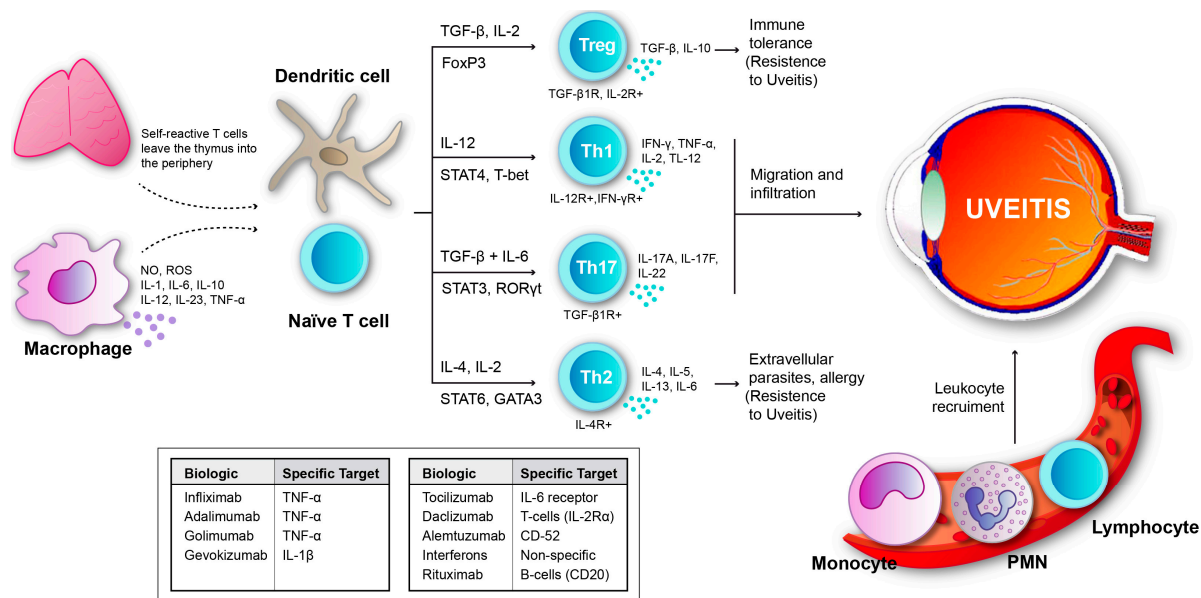 Self-reactive T cells
leave the thymus into
the periphery
NO, ROS
IL-1, IL-6, IL-10
IL-12, IL-23, TNF-α
Macrophage
Dendritic cell
Naïve T cell
TGF-β, IL-2
FoxP3
Treg
TGF-β, IL-10
TGF-β1R, IL-2R+
Immune
tolerance
(Resistence
to Uveitis)
IL-12
STAT4, T-bet
Th1
IFN-γ, TNF-α,
IL-2, TL-12
IL-12R+,IFN-γR+
TGF-β + IL-6
STAT3, RORγt
Th17
IL-17A, IL-17F,
IL-22
TGF-β1R+
Migration and
infiltration
UVEITIS
IL-4, IL-2
STAT6, GATA3
Th2
IL-4, IL-5,
IL-13, IL-6
IL-4R+
Extravellular
parasites, allergy
(Resistence
to Uveitis)
Leukocyte
recruiment
Monocyte
PMN
Lymphocyte
Biologic Specific Target
Infliximab TNF-α
Adalimumab TNF-α
Golimumab TNF-α
Gevokizumab IL-1β
Biologic Specific Target
Tocilizumab IL-6 receptor
Daclizumab T-cells (IL-2Rα)
Alemtuzumab CD-52
Interferons Non-specific
Rituximab B-cells (CD20)